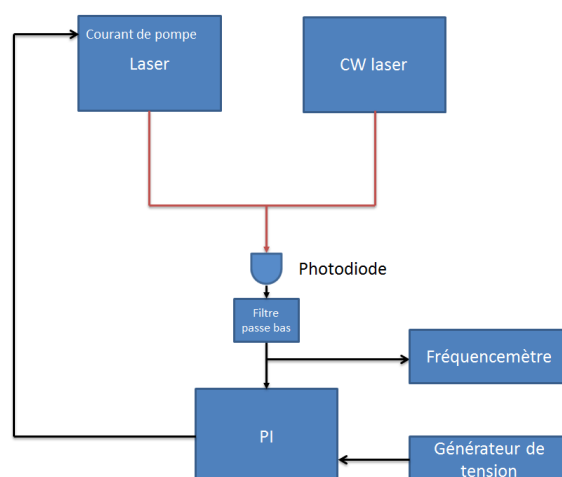 Courant de pompe
Laser
CW laser
Photodiode
Filtre
passe bas
Fréquencemètre
PI
Générateur de
tension